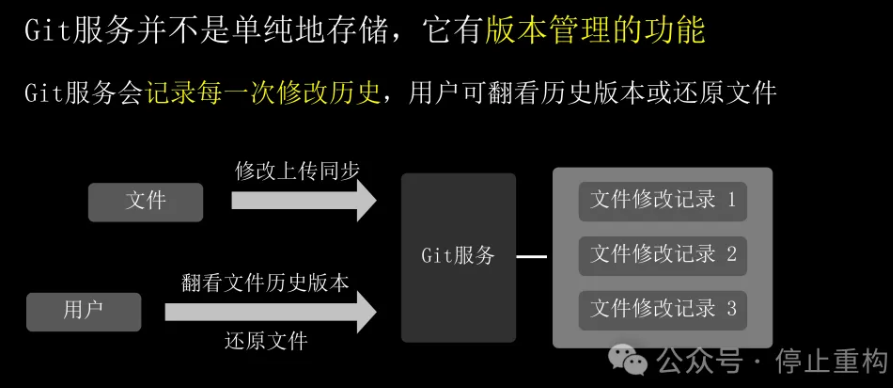 Git服务并不是单纯地存储，它有版本管理的功能
Git服务会记录每一次修改历史，用户可翻看历史版本或还原文件
修改上传同步
文件
文件修改记录 1
Git服务
文件修改记录 2
翻看文件历史版本
用户
文件修改记录 3
还原文件
公众号·停止重构